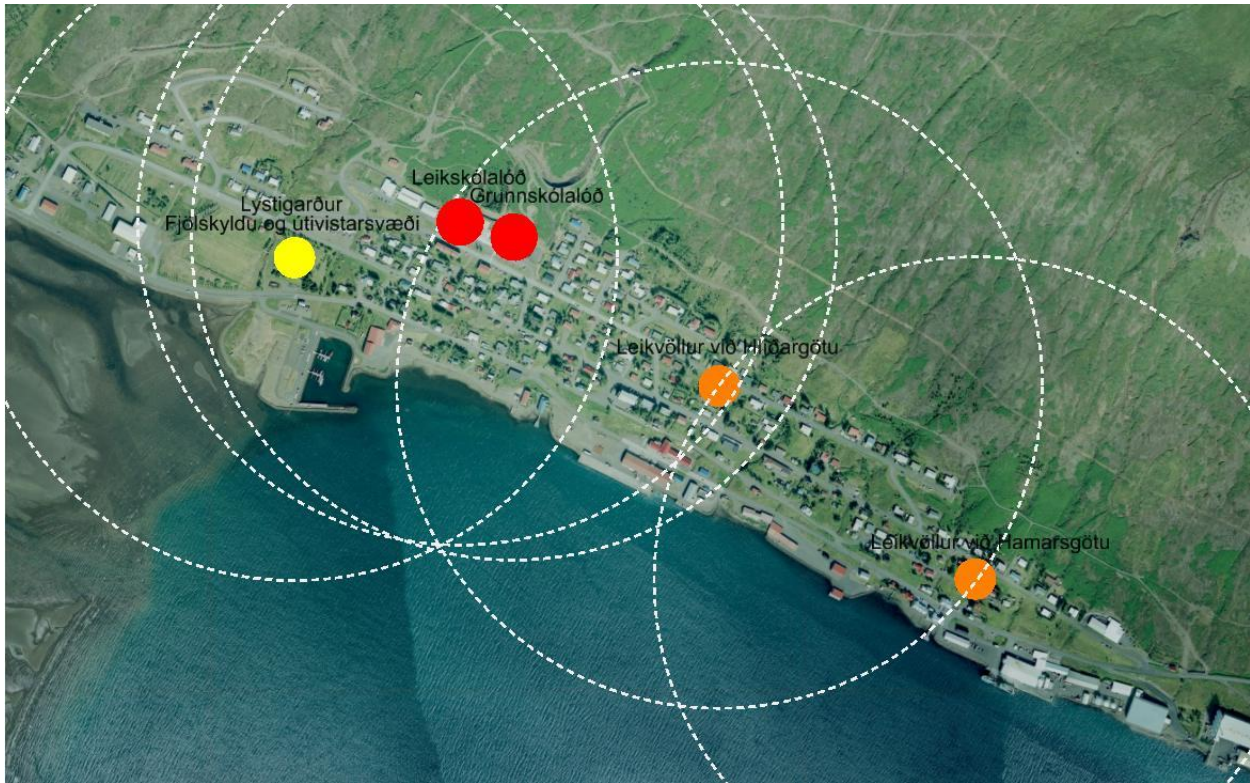 Leikskólalóð
Grunnskólalóð
Lystigarður
Fjölskyldu og útivistarsvæði
Leikvöllur við Hlíðargötu
Leikvöllur við Hamarsgötu